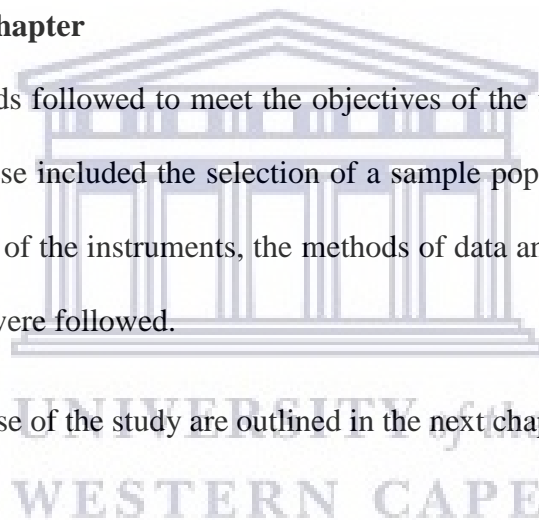 hapter
ds followed to meet the objectives of the
se included the selection of a sample pop
of the instruments, the methods of data an
were followed.
se of the study are outlined in the next chap
UNIVERSITY of the
WESTERN CAPE